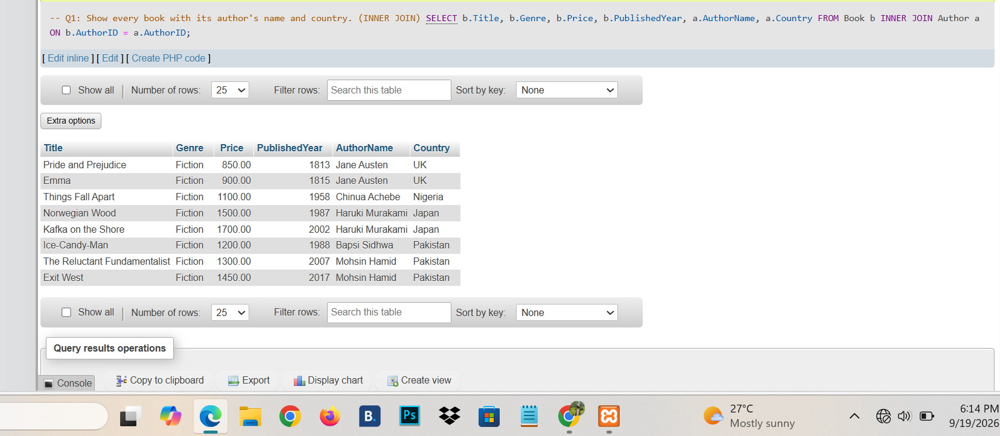 -- Q1: Show every book with its author's name and country. (INNER JOIN) SELECT b.Title, b.Genre, b.Price, b.PublishedYear, a.AuthorName, a.Country FROM Book b INNER JOIN Author a
ON b.AuthorID = a.AuthorID;
[ Edit inline ] [ Edit ] [ Create PHP code ]
Show all | Number of rows: 25 Filter rows: Search this table Sort by key: None
Extra options
Title Genre Price PublishedYear AuthorName Country
Pride and Prejudice Fiction 850.00 1813 Jane Austen UK
Emma Fiction 900.00 1815 Jane Austen UK
Things Fall Apart Fiction 1100.00 1958 Chinua Achebe Nigeria
Norwegian Wood Fiction 1500.00 1987 Haruki Murakami Japan
Kafka on the Shore Fiction 1700.00 2002 Haruki Murakami Japan
Ice-Candy-Man Fiction 1200.00 1988 Bapsi Sidhwa Pakistan
The Reluctant Fundamentalist Fiction 1300.00 2007 Mohsin Hamid Pakistan
Exit West Fiction 1450.00 2017 Mohsin Hamid Pakistan
Show all | Number of rows: 25 Filter rows: Search this table Sort by key: None
Query results operations
Console Copy to clipboard Export Display chart Create view
B. Ps 27°C 6:14 PM
Mostly sunny 9/19/2026